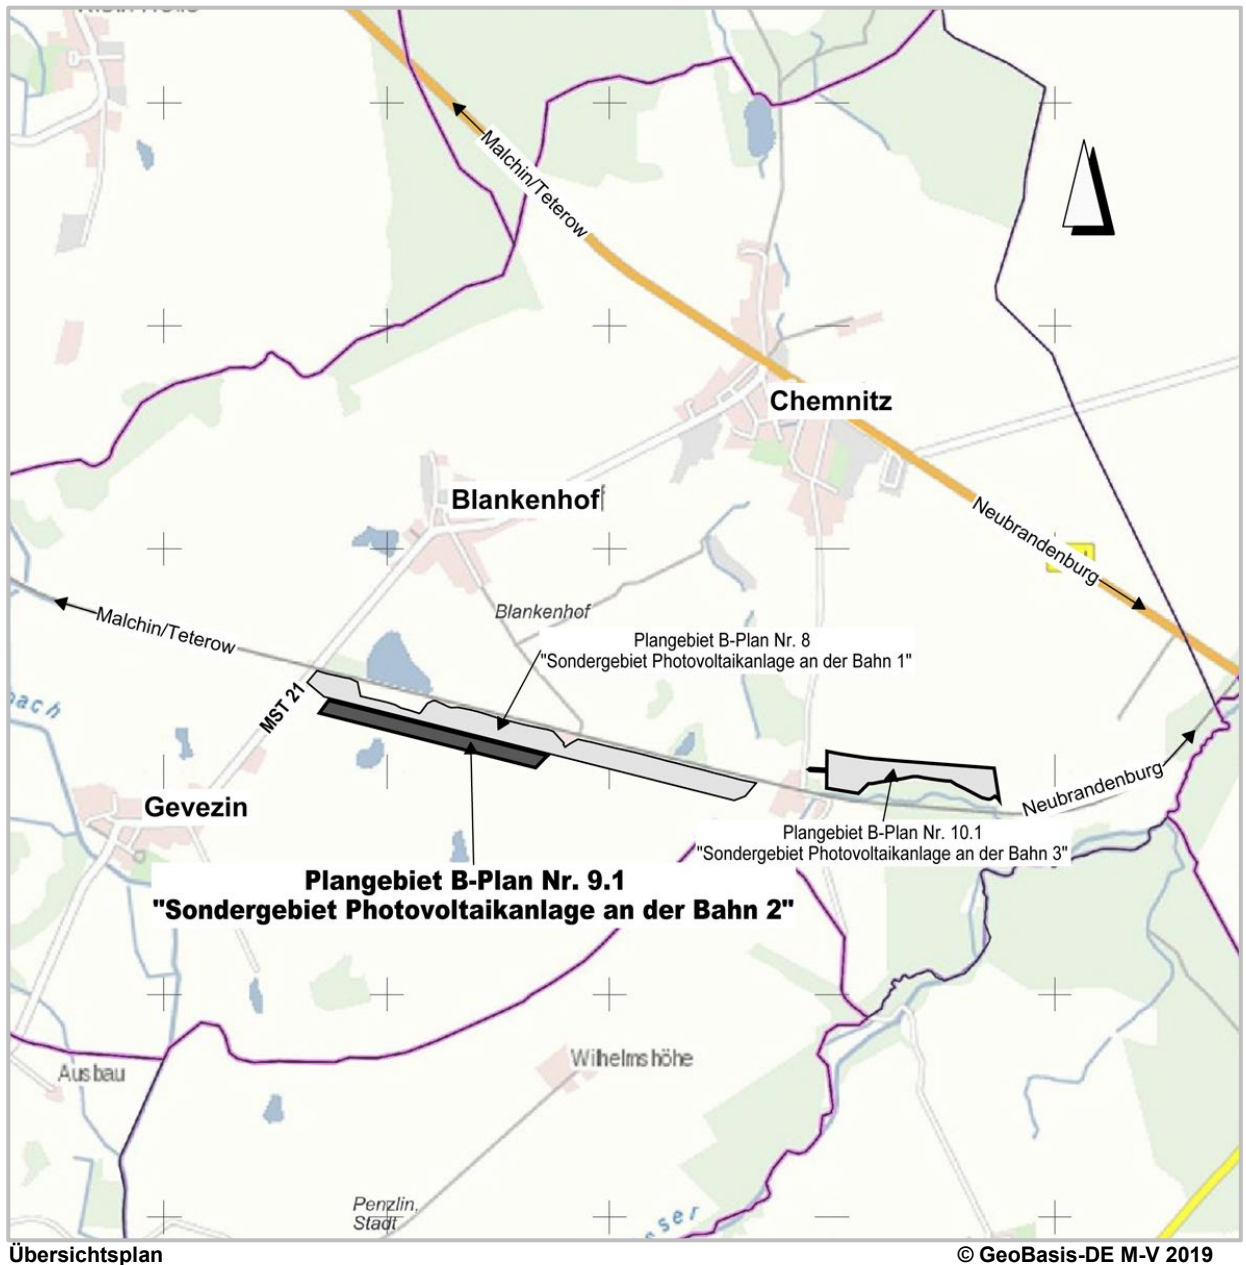 Malchin/Teterow
Chemnitz
Blankenhof
Neubrandenburg
Blankenhof
Malchin/Teterow
Plangebiet B-Plan Nr. 8
"Sondergebiet Photovoltaikanlage an der Bahn 1"
MST 21
Gevezin
Neubrandenburg
Plangebiet B-Plan Nr. 10.1
"Sondergebiet Photovoltaikanlage an der Bahn 3"
Plangebiet B-Plan Nr. 9.1
"Sondergebiet Photovoltaikanlage an der Bahn 2"
Wilhelmshöhe
Ausbau
Penzlin,
Stadt
Übersichtsplan
© GeoBasis-DE M-V 2019